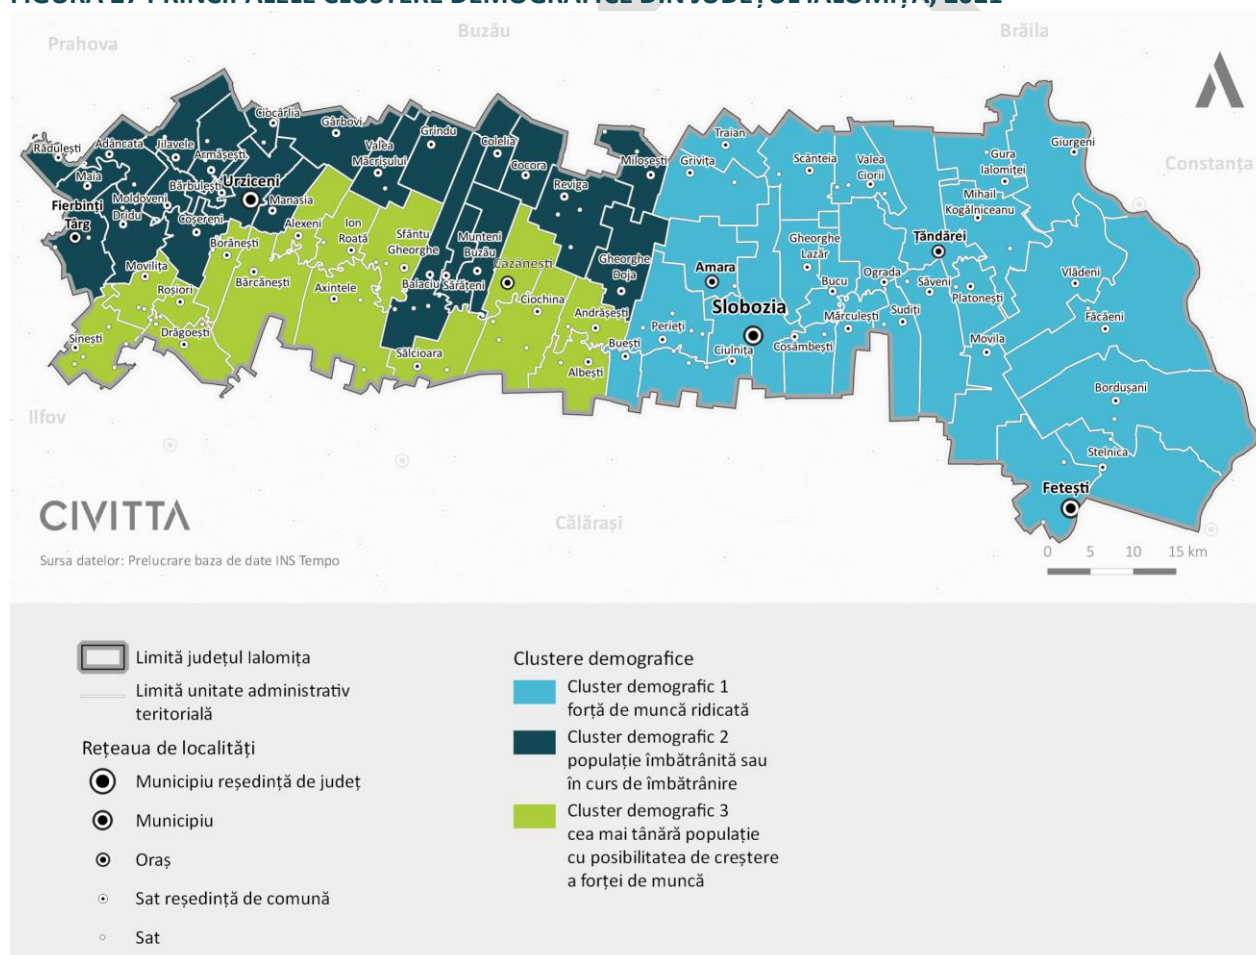 FIGURA 27 PRINCIPALELE CLUSTERE DEMOGRAFICE DIN JUDEȚUL IALOMIȚA, 2021
Prahova
Buzău
Brăila
Constanța
Ilfov
Călărași
Rădulești
Adâncata
Jilavele
Ciocârlia
Gârbovi
Armășești
Maia
Bărbulești
Urziceni
Moldoveni
Fierbinți
Târg
Dridu
Coșereni
Manasia
Valea
Măcrișului
Grindu
Colelia
Cocora
Reviga
Miloșești
Gheorghe
Doja
Munteni
Buzău
Balaciu
Sărățeni
Movilița
Roșiori
Sinești
Drăgoești
Borănești
Bărcănești
Alexeni
Ion
Roată
Axintele
Sfântu
Gheorghe
Sălcioara
Căzănești
Ciochina
Andrășești
Albești
Buești
Perieți
Grivița
Traian
Amara
Slobozia
Ciulnița
Cosâmbești
Scânteia
Valea
Ciorii
Gheorghe
Lazăr
Bucu
Ograda
Mărculești
Sudiți
Săveni
Țăndărei
Platonești
Mihail
Kogălniceanu
Gura
Ialomiței
Giurgeni
Vlădeni
Făcăeni
Movila
Bordușani
Stelnica
Fetești
CIVITTA
Sursa datelor: Prelucrare baza de date INS Tempo
0 5 10 15 km
Limită județul Ialomița
Limită unitate administrativ
teritorială
Rețeaua de localități
Municipiu reședință de județ
Municipiu
Oraș
Sat reședință de comună
Sat
Clustere demografice
Cluster demografic 1
forță de muncă ridicată
Cluster demografic 2
populație îmbătrânită sau
în curs de îmbătrânire
Cluster demografic 3
cea mai tânără populație
cu posibilitatea de creștere
a forței de muncă